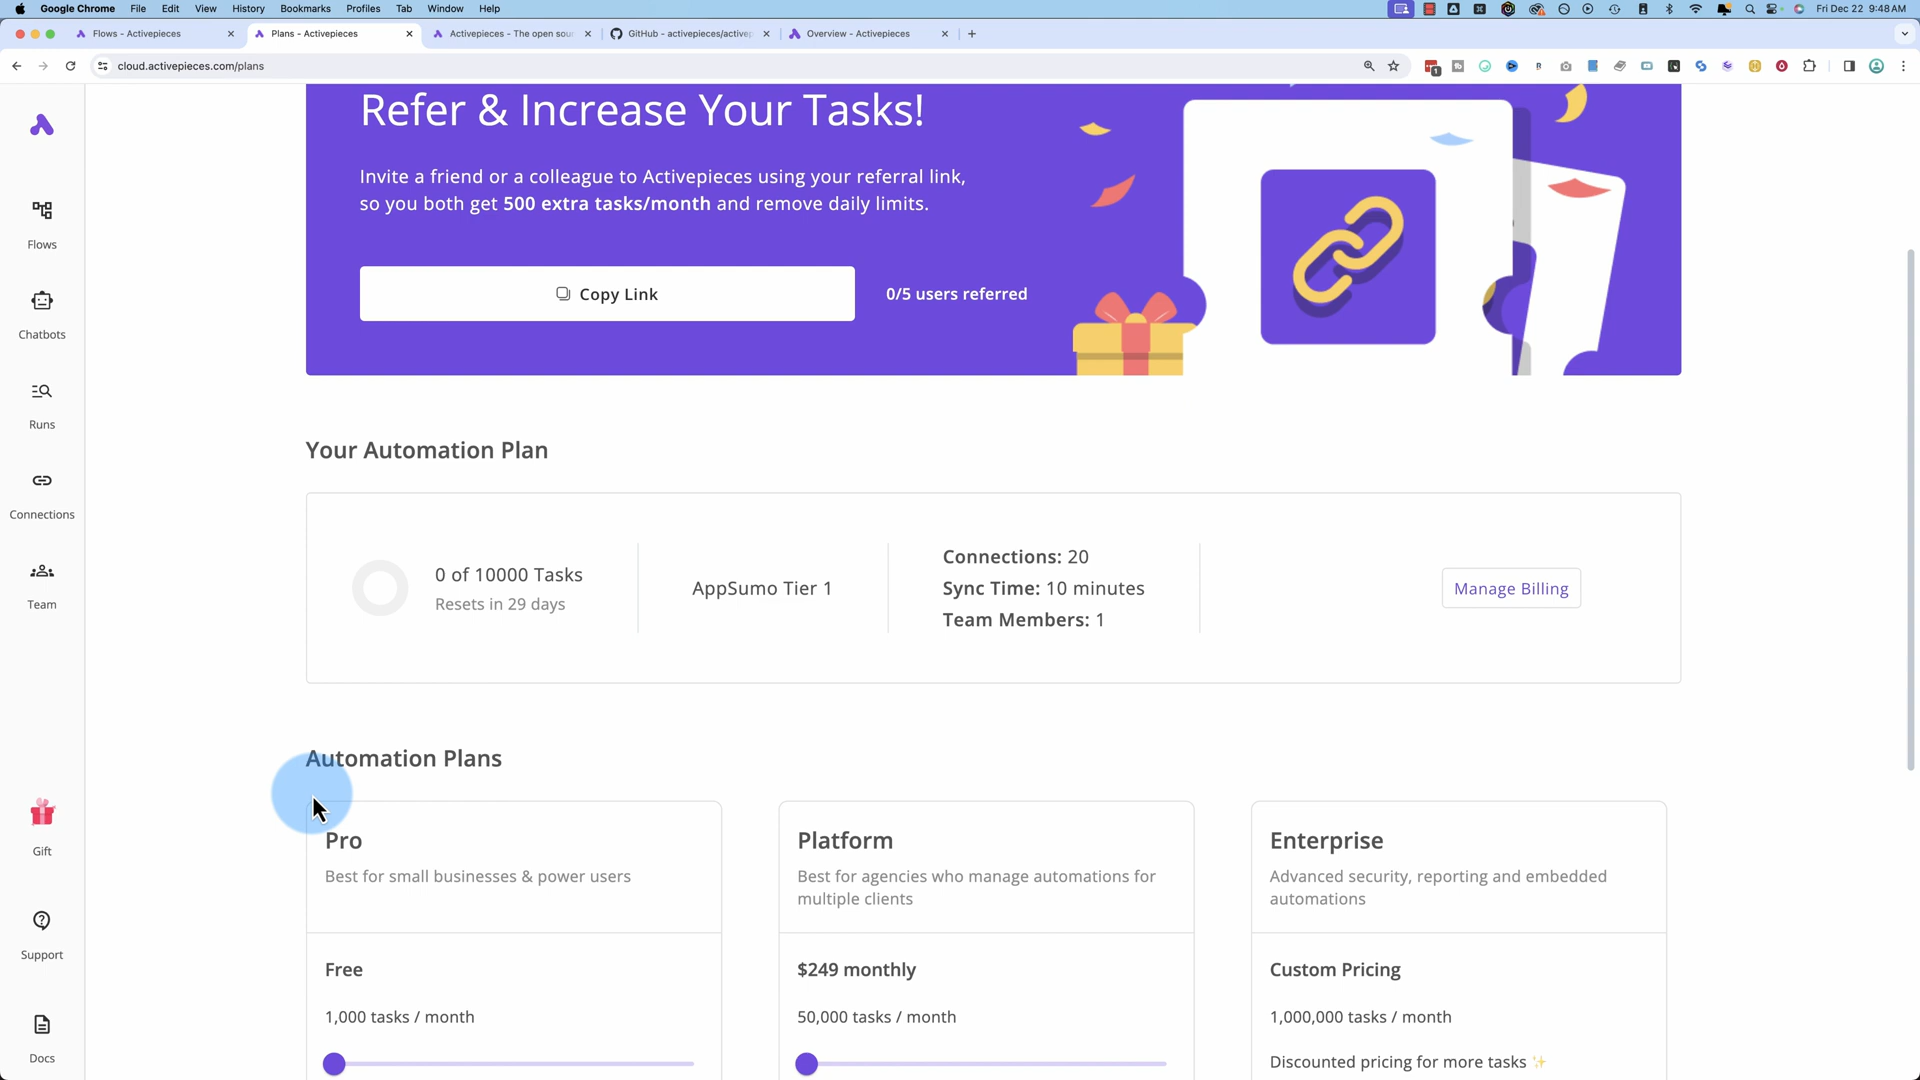 Google Chrome File Edit View History Bookmarks Profiles Tab Window Help
Fri Dec 22 9:48 AM
Flows - Activepieces
Plans - Activepieces
Activepieces - The open sou
GitHub - activepieces/activep
Overview - Activepieces
cloud.activepieces.com/plans
1
Flows
Chatbots
Runs
Connections
Team
Gift
Support
Docs
Refer & Increase Your Tasks!
Invite a friend or a colleague to Activepieces using your referral link,
so you both get 500 extra tasks/month and remove daily limits.
Copy Link
0/5 users referred
Your Automation Plan
0 of 10000 Tasks
Resets in 29 days
AppSumo Tier 1
Connections: 20
Sync Time: 10 minutes
Team Members: 1
Manage Billing
Automation Plans
Pro
Best for small businesses & power users
Free
1,000 tasks / month
Platform
Best for agencies who manage automations for
multiple clients
$249 monthly
50,000 tasks / month
Enterprise
Advanced security, reporting and embedded
automations
Custom Pricing
1,000,000 tasks / month
Discounted pricing for more tasks ✨